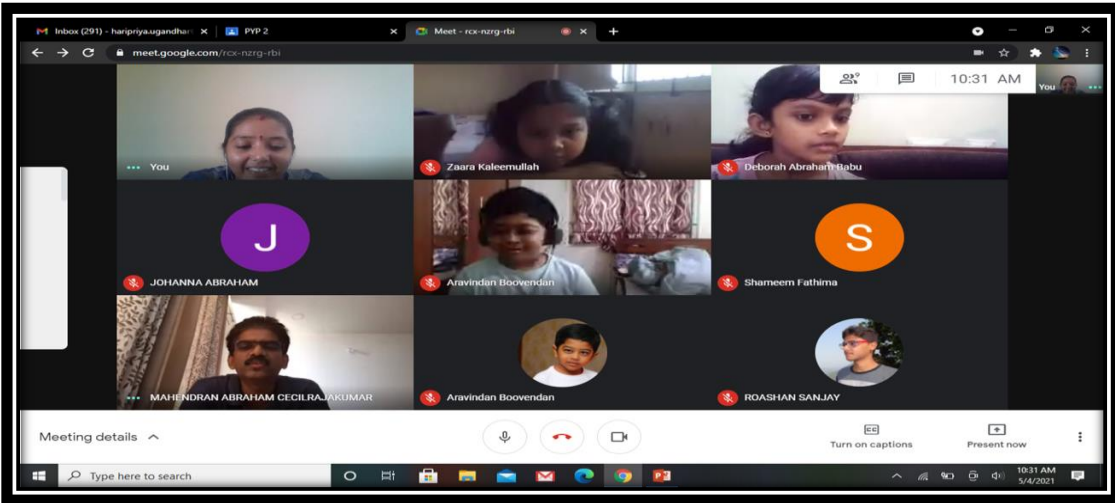 Inbox (291) - haripriya.ugandhar
PYP 2
Meet - rcx-nzrg-rbi
meet.google.com/rcx-nzrg-rbi
10:31 AM
You
You
Zaara Kaleemullah
Deborah Abraham Babu
J
JOHANNA ABRAHAM
Aravindan Boovendan
S
Shameem Fathima
MAHENDRAN ABRAHAM CECILRAJAKUMAR
Aravindan Boovendan
ROASHAN SANJAY
Meeting details
CC
Turn on captions
Present now
Type here to search
10:31 AM
5/4/2021